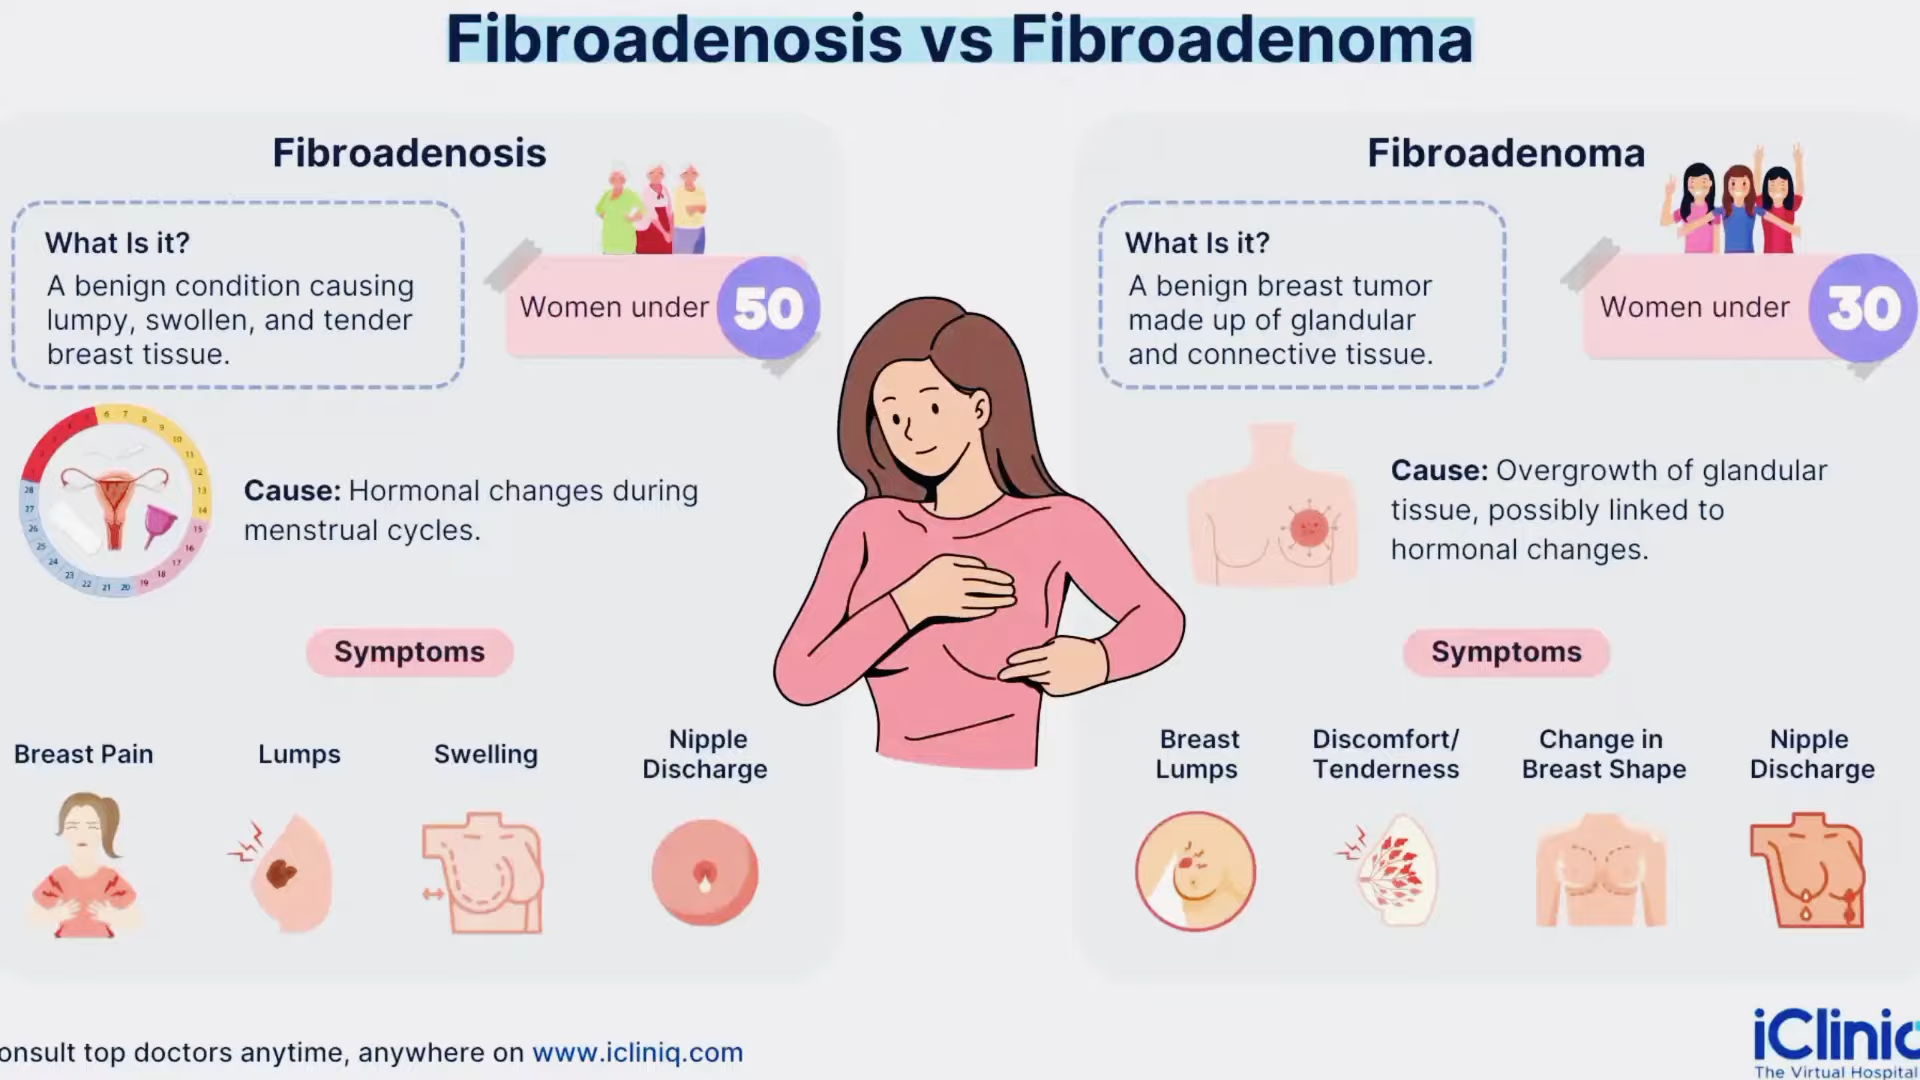 Fibroadenosis vs Fibroadenoma
Fibroadenosis
What Is it?
A benign condition causing
lumpy, swollen, and tender
breast tissue.
Women under 50
Cause: Hormonal changes during
menstrual cycles.
Symptoms
Breast Pain
Lumps
Swelling
Nipple
Discharge
Fibroadenoma
What Is it?
A benign breast tumor
made up of glandular
and connective tissue.
Women under 30
Cause: Overgrowth of glandular
tissue, possibly linked to
hormonal changes.
Symptoms
Breast
Lumps
Discomfort/
Tenderness
Change in
Breast Shape
Nipple
Discharge
onsult top doctors anytime, anywhere on www.icliniq.com
iCliniq
The Virtual Hospital